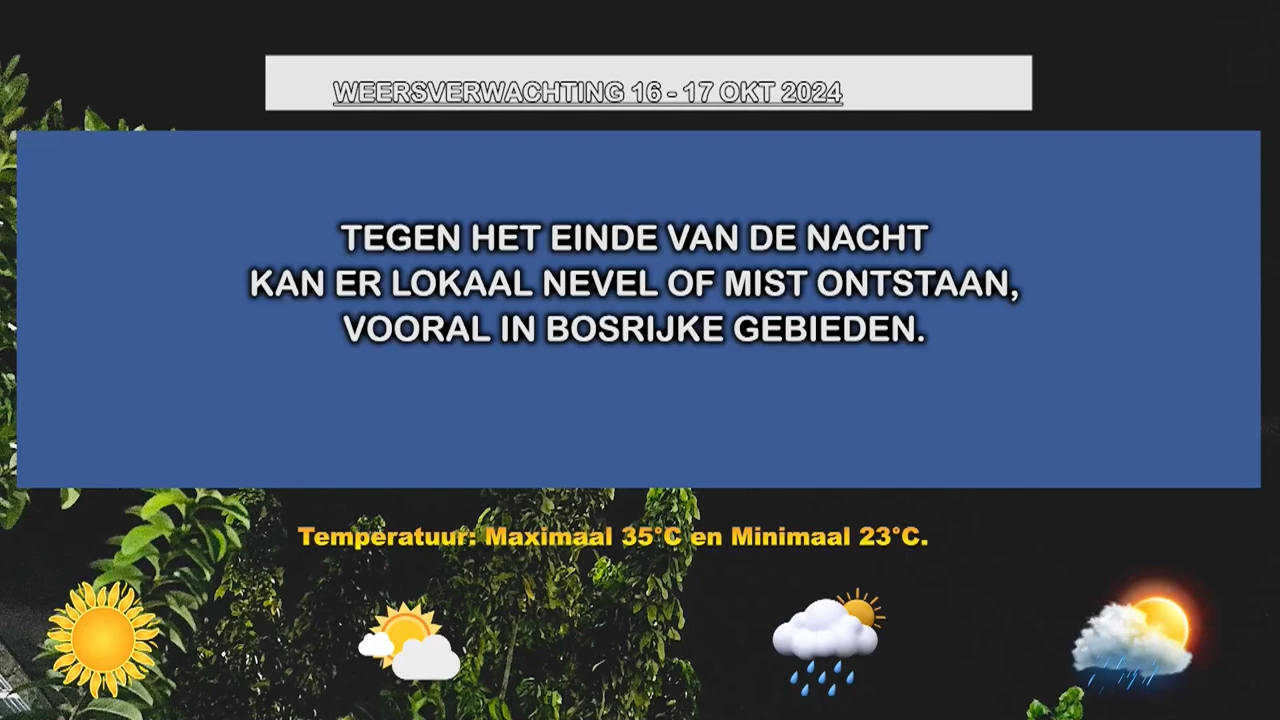 WEERSVERWACHTING 16 - 17 OKT 2024
TEGEN HET EINDE VAN DE NACHT
KAN ER LOKAAL NEVEL OF MIST ONTSTAAN,
VOORAL IN BOSRIJKE GEBIEDEN.
Temperatuur: Maximaal 35°C en Minimaal 23°C.